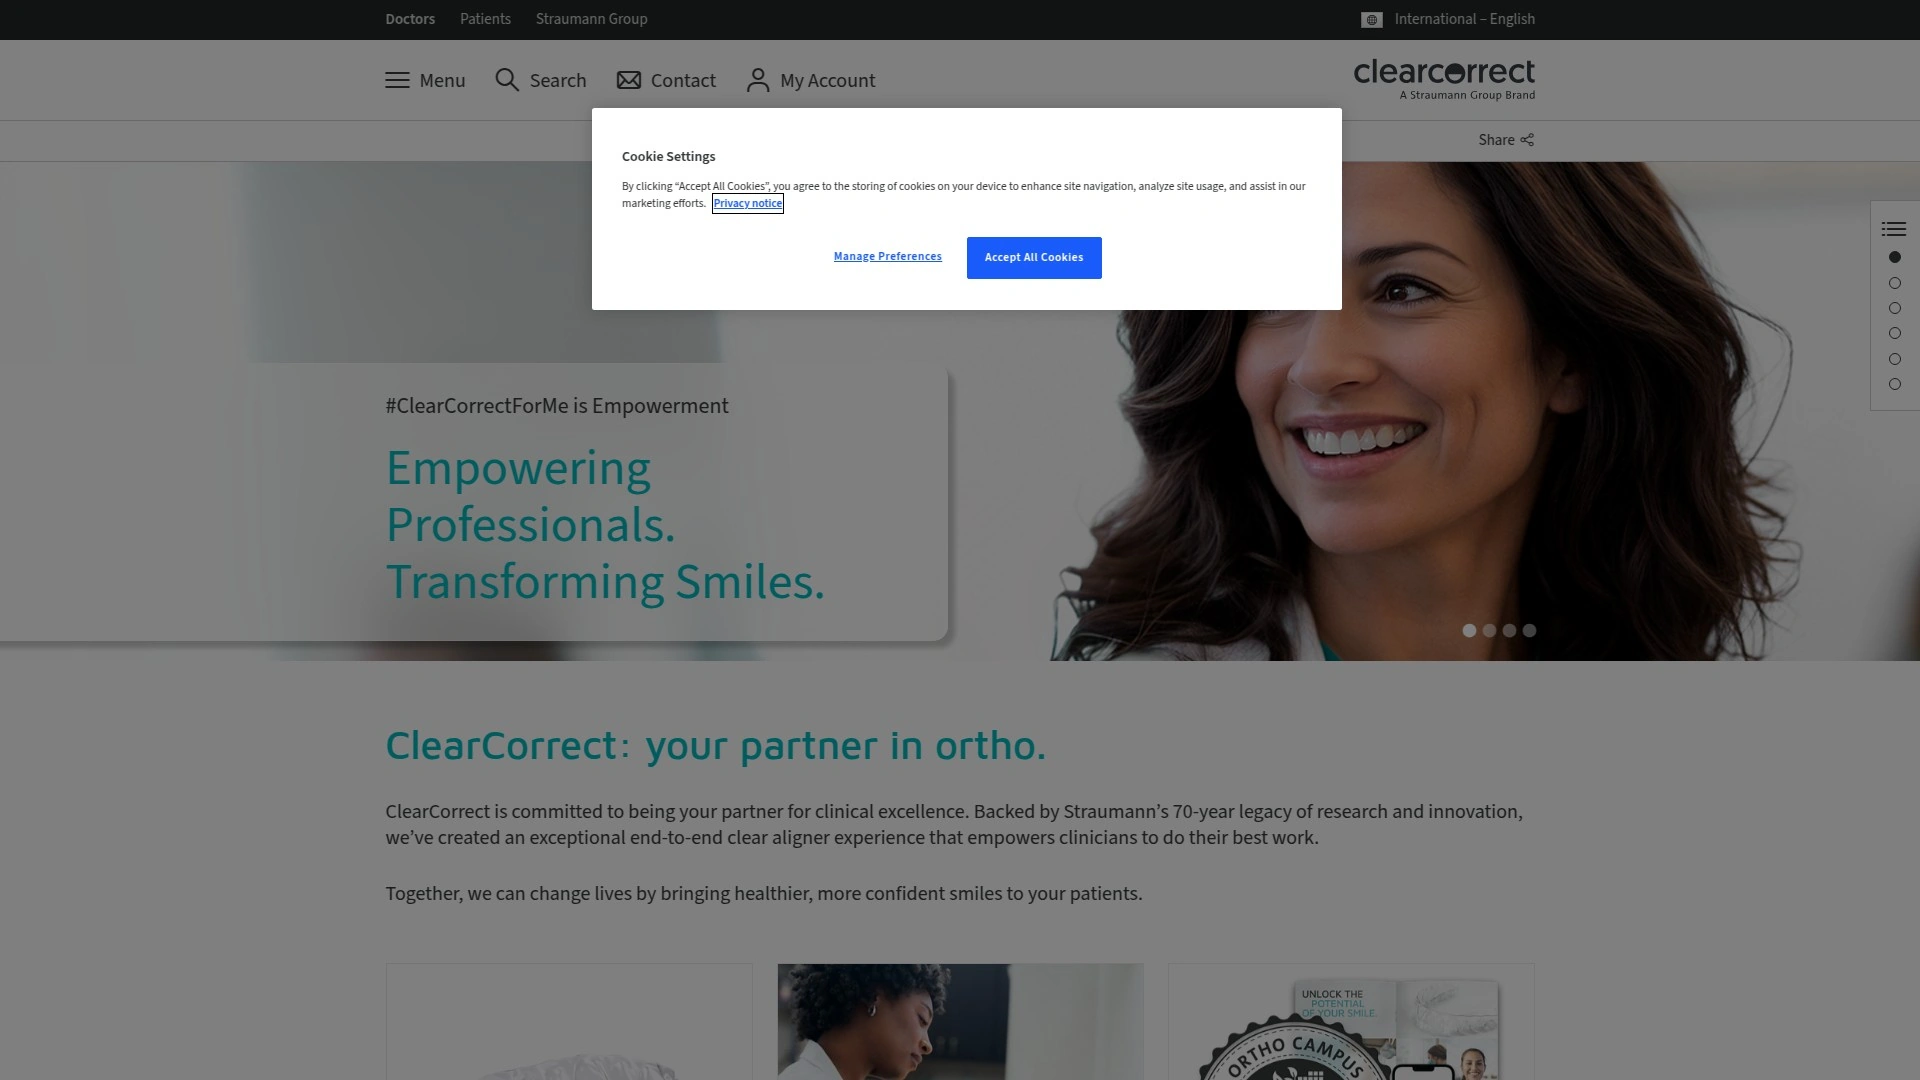 Doctors
Patients
Straumann Group
International – English
Menu
Search
Contact
My Account
clearcorrect
A Straumann Group Brand
Share
Cookie Settings
By clicking “Accept All Cookies”, you agree to the storing of cookies on your device to enhance site navigation, analyze site usage, and assist in our
marketing efforts. Privacy notice
Manage Preferences
Accept All Cookies
#ClearCorrectForMe is Empowerment
Empowering
Professionals.
Transforming Smiles.
ClearCorrect: your partner in ortho.
ClearCorrect is committed to being your partner for clinical excellence. Backed by Straumann’s 70-year legacy of research and innovation,
we’ve created an exceptional end-to-end clear aligner experience that empowers clinicians to do their best work.
Together, we can change lives by bringing healthier, more confident smiles to your patients.
UNLOCK THE
POTENTIAL
OF YOUR SMILE.
ORTHO CAMPUS